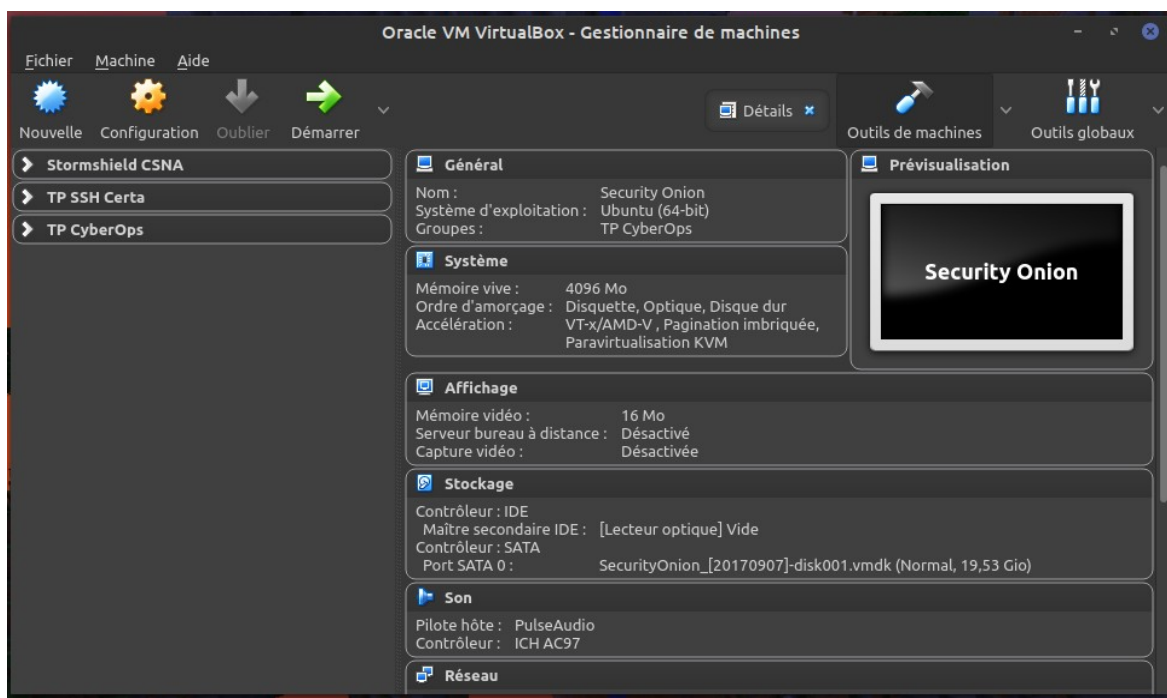 Oracle VM VirtualBox - Gestionnaire de machines
Fichier Machine Aide
Nouvelle Configuration Oublier Démarrer
Détails
Outils de machines Outils globaux
Stormshield CSNA
TP SSH Certa
TP CyberOps
Général
Nom : Security Onion
Système d'exploitation : Ubuntu (64-bit)
Groupes : TP CyberOps
Système
Mémoire vive : 4096 Mo
Ordre d'amorçage : Disquette, Optique, Disque dur
Accélération : VT-x/AMD-V , Pagination imbriquée,
Paravirtualisation KVM
Prévisualisation
Security Onion
Affichage
Mémoire vidéo : 16 Mo
Serveur bureau à distance : Désactivé
Capture vidéo : Désactivée
Stockage
Contrôleur : IDE
Maître secondaire IDE : [Lecteur optique] Vide
Contrôleur : SATA
Port SATA 0 : SecurityOnion_[20170907]-disk001.vmdk (Normal, 19,53 Gio)
Son
Pilote hôte : PulseAudio
Contrôleur : ICH AC97
Réseau